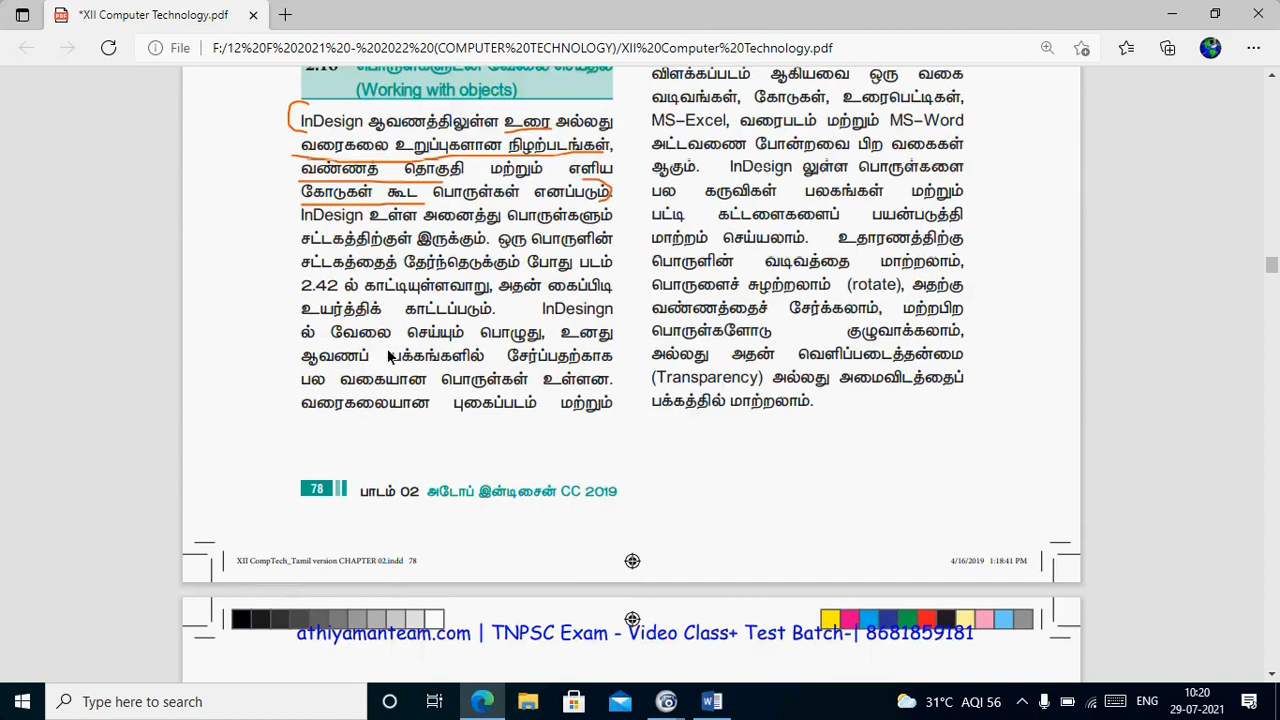 *XII Computer Technology.pdf
File
F:/12%20F%202021%20-%202022%20(COMPUTER%20TECHNOLOGY)/XII%20Computer%20Technology.pdf
2.16 பொருள்களுடன் வேலை செய்தல்
(Working with objects)
InDesign ஆவணத்திலுள்ள உரை அல்லது
வரைகலை உறுப்புகளான நிழற்படங்கள்,
வண்ணத் தொகுதி மற்றும் எளிய
கோடுகள் கூட பொருள்கள் எனப்படும்.
InDesign உள்ள அனைத்து பொருள்களும்
சட்டகத்திற்குள் இருக்கும். ஒரு பொருளின்
சட்டகத்தைத் தேர்ந்தெடுக்கும் போது படம்
2.42 ல் காட்டியுள்ளவாறு, அதன் கைப்பிடி
உயர்த்திக் காட்டப்படும். InDesingn
ல் வேலை செய்யும் பொழுது, உனது
ஆவணப் பக்கங்களில் சேர்ப்பதற்காக
பல வகையான பொருள்கள் உள்ளன.
வரைகலையான புகைப்படம் மற்றும்
விளக்கப்படம் ஆகியவை ஒரு வகை
வடிவங்கள், கோடுகள், உரைபெட்டிகள்,
MS-Excel, வரைபடம் மற்றும் MS-Word
அட்டவணை போன்றவை பிற வகைகள்
ஆகும். InDesign லுள்ள பொருள்களை
பல கருவிகள் பலகங்கள் மற்றும்
பட்டி கட்டளைகளைப் பயன்படுத்தி
மாற்றம் செய்யலாம். உதாரணத்திற்கு
பொருளின் வடிவத்தை மாற்றலாம்,
பொருளைச் சுழற்றலாம் (rotate), அதற்கு
வண்ணத்தைச் சேர்க்கலாம், மற்றபிற
பொருள்களோடு குழுவாக்கலாம்,
அல்லது அதன் வெளிப்படைத்தன்மை
(Transparency) அல்லது அமைவிடத்தைப்
பக்கத்தில் மாற்றலாம்.
78 பாடம் 02 அடோப் இன்டிசைன் CC 2019
XII CompTech_Tamil version CHAPTER 02.indd 78
4/16/2019 1:18:41 PM
athiyamanteam.com | TNPSC Exam - Video Class+ Test Batch-| 8681859181
Type here to search
31°C AQI 56
ENG
10:20
29-07-2021